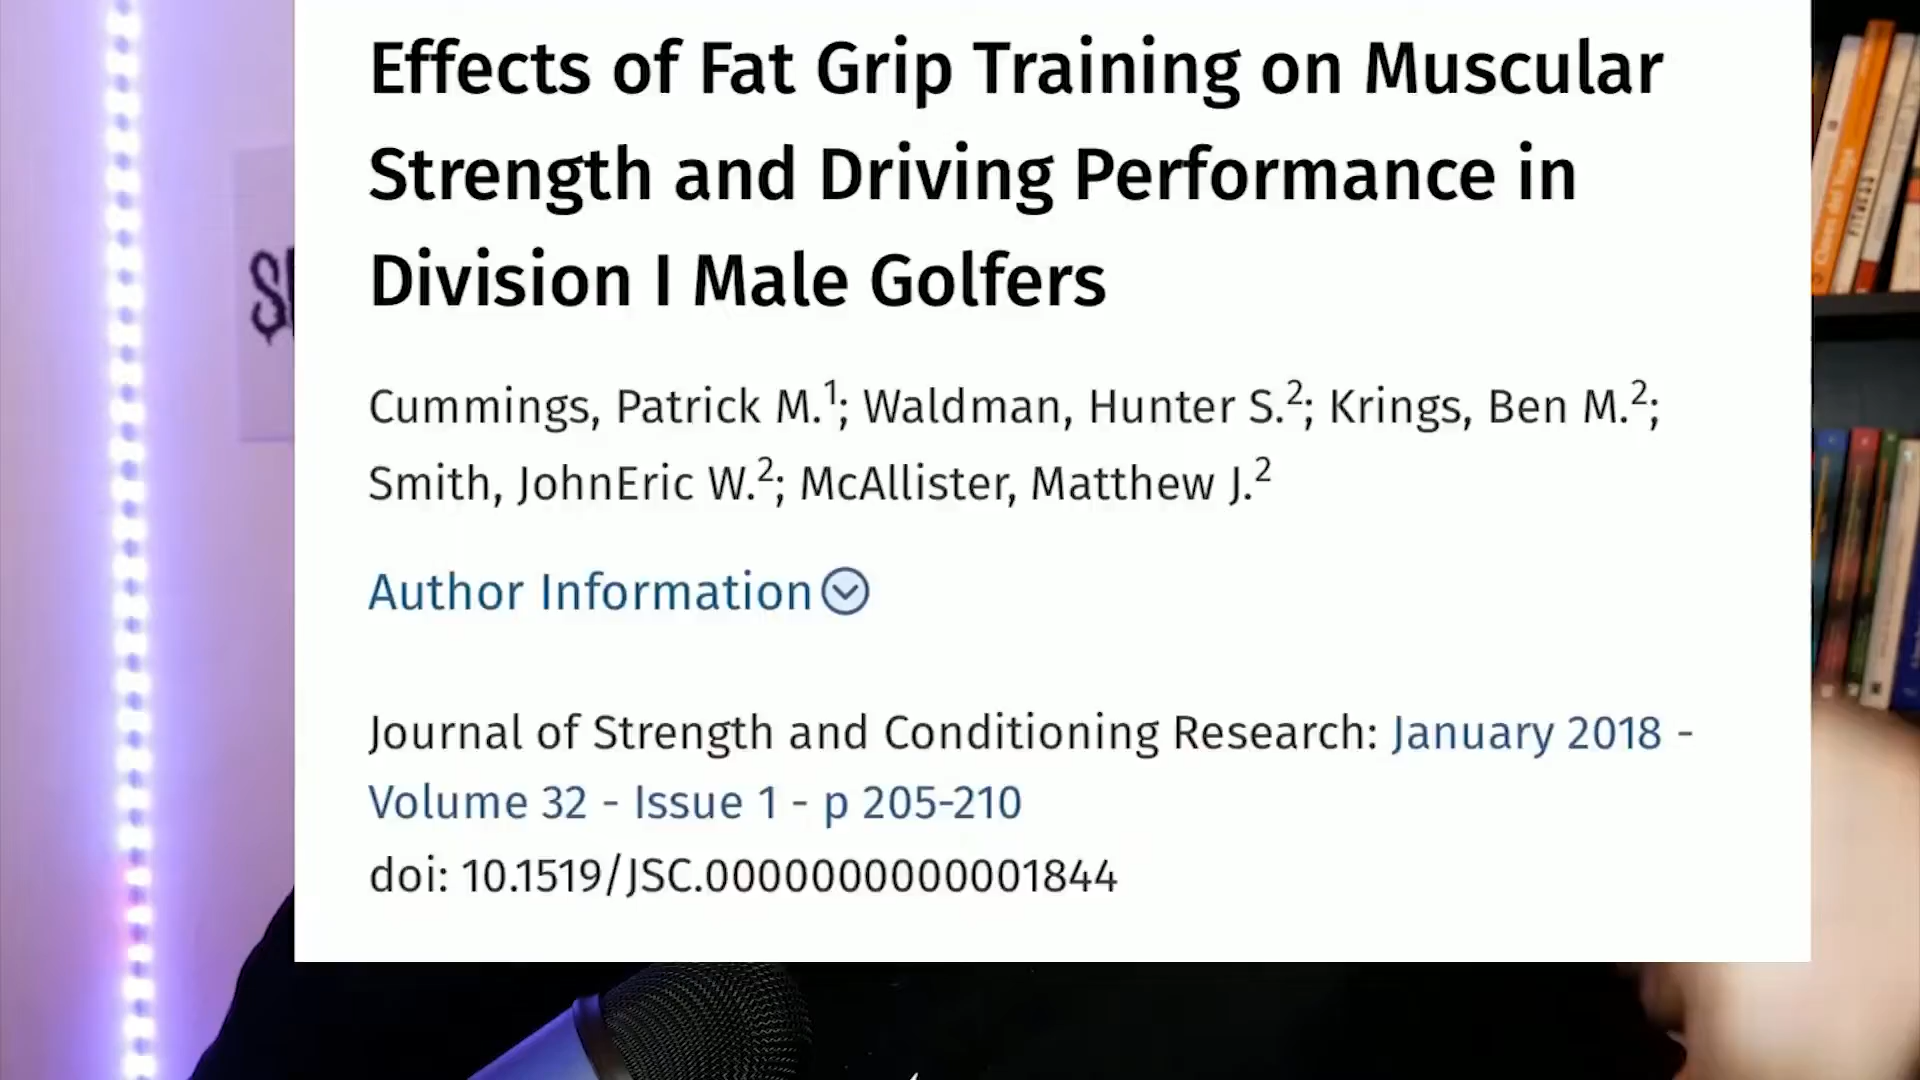 Effects of Fat Grip Training on Muscular
Strength and Driving Performance in
Division I Male Golfers
Cummings, Patrick M.1; Waldman, Hunter S.2; Krings, Ben M.2;
Smith, JohnEric W.2; McAllister, Matthew J.2
Author Information
Journal of Strength and Conditioning Research: January 2018 -
Volume 32 - Issue 1 - p 205-210
doi: 10.1519/JSC.0000000000001844
FITNESS